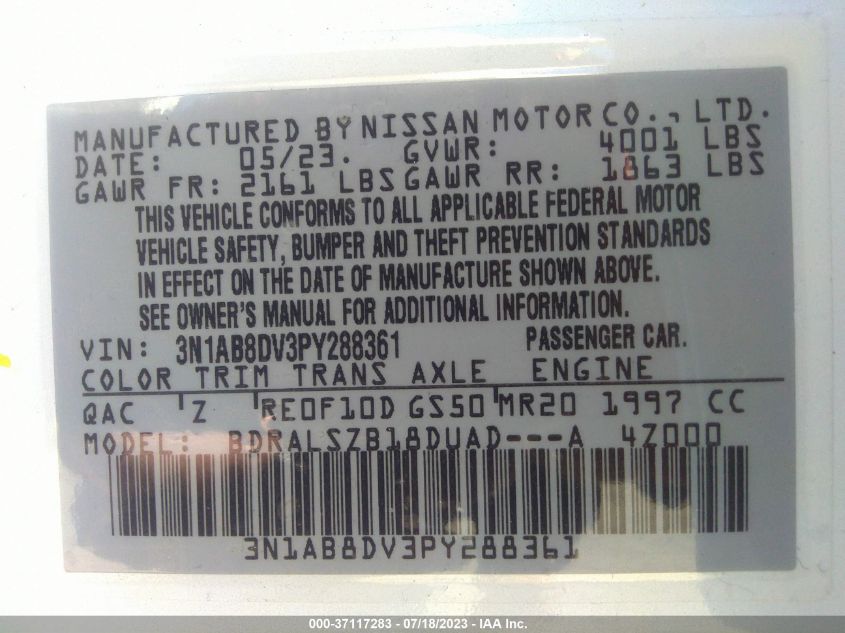 MANUFACTURED BY NISSAN MOTOR CO., LTD.
DATE: 05/23. GVWR: 4001 LBS
GAWR FR: 2161 LBS GAWR RR: 1863 LBS
THIS VEHICLE CONFORMS TO ALL APPLICABLE FEDERAL MOTOR
VEHICLE SAFETY, BUMPER AND THEFT PREVENTION STANDARDS
IN EFFECT ON THE DATE OF MANUFACTURE SHOWN ABOVE.
SEE OWNER'S MANUAL FOR ADDITIONAL INFORMATION.
VIN: 3N1AB8DV3PY288361 PASSENGER CAR.
COLOR TRIM TRANS AXLE ENGINE
QAC Z RE0F10D GS50 MR20 1997 CC
MODEL: BDRALSZB18DUAD---A 4Z000
3N1AB8DV3PY288361
000-37117283 - 07/18/2023 - IAA Inc.